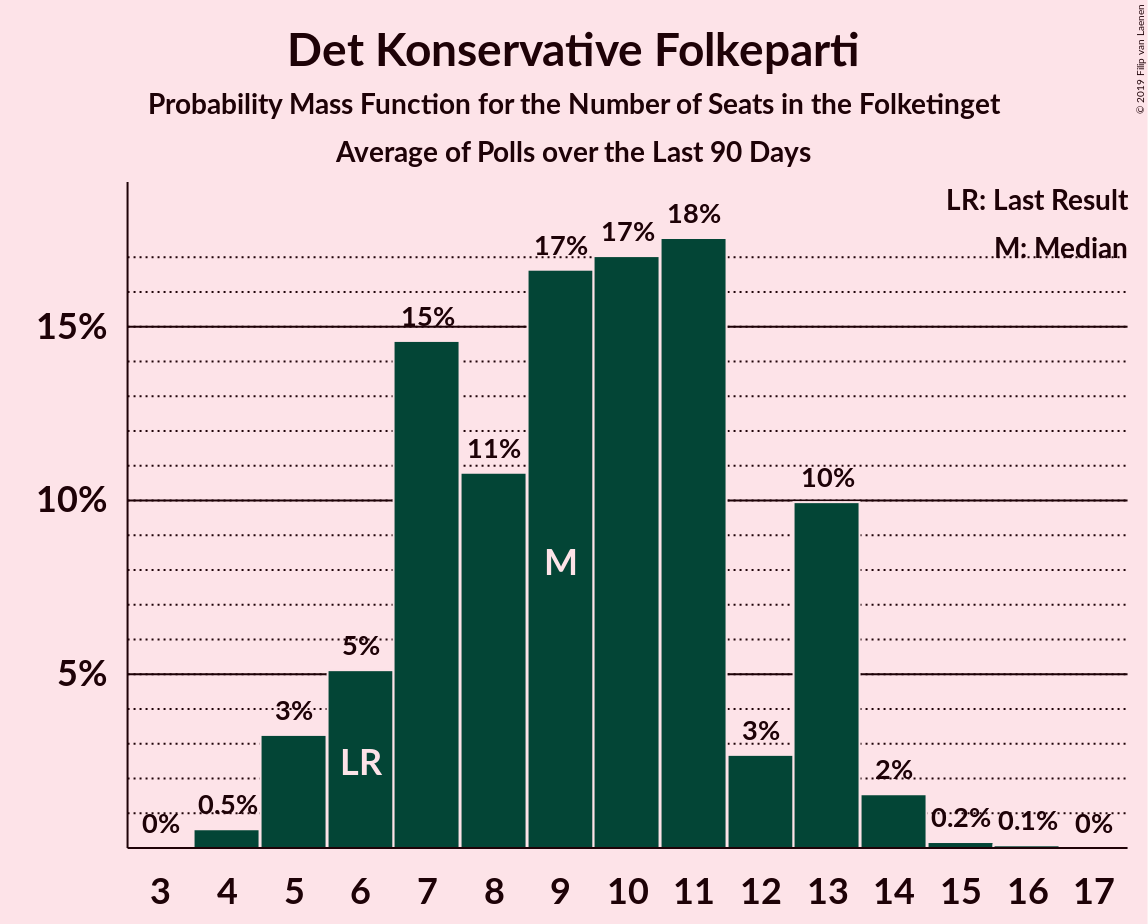 Det Konservative Folkeparti
Probability Mass Function for the Number of Seats in the Folketinget
Average of Polls over the Last 90 Days
© 2019 Filip van Laenen
LR: Last Result
M: Median
15%
10%
5%
0%
0.5%
3%
5%
15%
11%
17%
17%
18%
3%
10%
2%
0.2%
0.1%
0%
LR
M
3 4 5 6 7 8 9 10 11 12 13 14 15 16 17